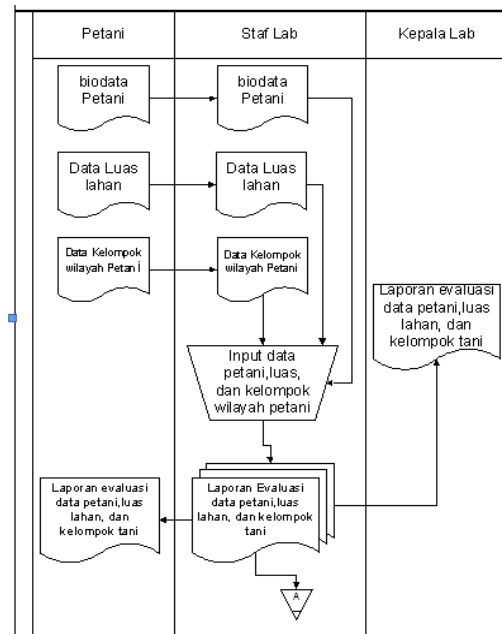 Petani
Staf Lab
Kepala Lab
biodata
Petani
biodata
Petani
Data Luas
lahan
Data Luas
lahan
Data Kelompok
wilayah Petani
Data Kelompok
wilayah Petani
Laporan evaluasi
data petani,luas
lahan, dan
kelompok tani
Input data
petani,luas,
dan kelompok
wilayah petani
Laporan evaluasi
data petani,luas
lahan, dan
kelompok tani
Laporan Evaluasi
data petani,luas
lahan, dan kelompok
tani
A